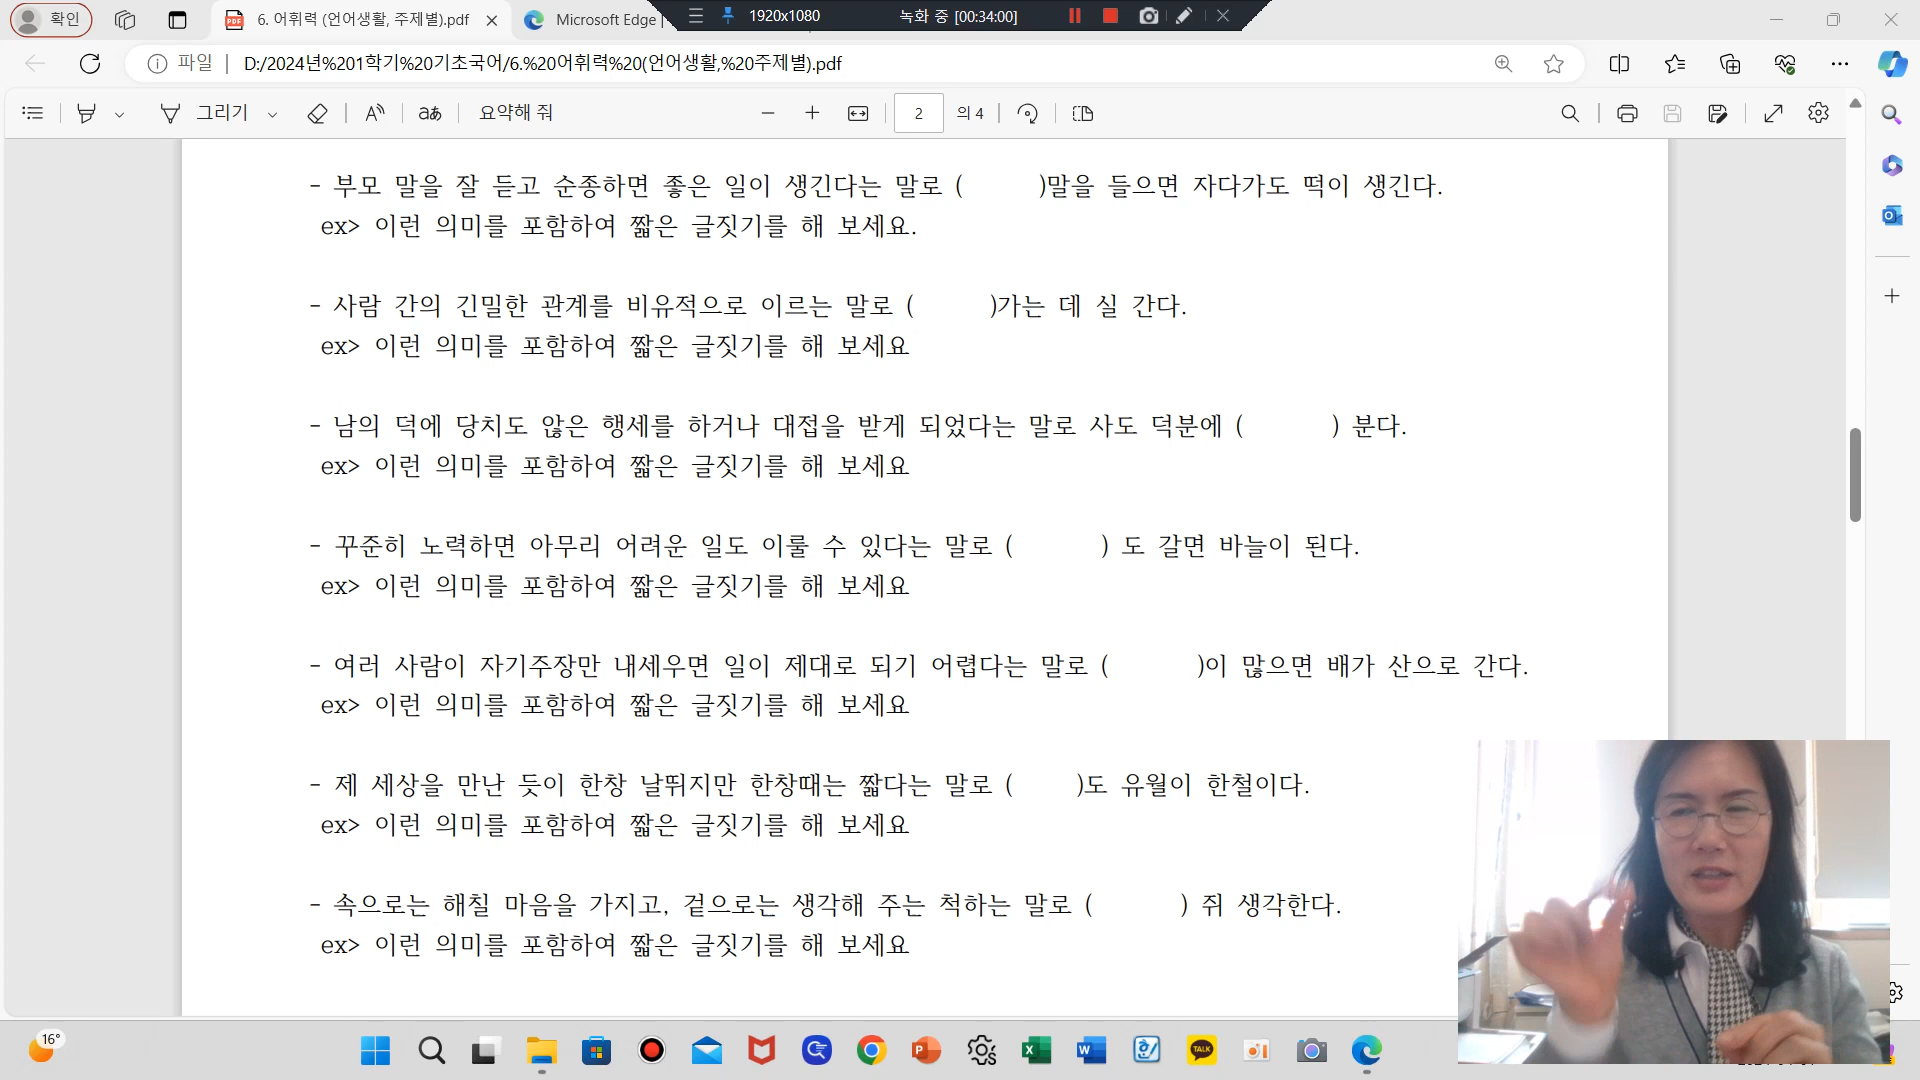 확인
6. 어휘력 (언어생활, 주제별).pdf
Microsoft Edge |
1920x1080
녹화 중 [00:34:00]
파일
D:/2024년%201학기%20기초국어/6.%20어휘력%20(언어생활,%20주제별).pdf
그리기
요약해 줘
2
의 4
- 부모 말을 잘 듣고 순종하면 좋은 일이 생긴다는 말로 ( )말을 들으면 자다가도 떡이 생긴다.
ex> 이런 의미를 포함하여 짧은 글짓기를 해 보세요.
- 사람 간의 긴밀한 관계를 비유적으로 이르는 말로 ( )가는 데 실 간다.
ex> 이런 의미를 포함하여 짧은 글짓기를 해 보세요
- 남의 덕에 당치도 않은 행세를 하거나 대접을 받게 되었다는 말로 사도 덕분에 ( ) 분다.
ex> 이런 의미를 포함하여 짧은 글짓기를 해 보세요
- 꾸준히 노력하면 아무리 어려운 일도 이룰 수 있다는 말로 ( ) 도 갈면 바늘이 된다.
ex> 이런 의미를 포함하여 짧은 글짓기를 해 보세요
- 여러 사람이 자기주장만 내세우면 일이 제대로 되기 어렵다는 말로 ( )이 많으면 배가 산으로 간다.
ex> 이런 의미를 포함하여 짧은 글짓기를 해 보세요
- 제 세상을 만난 듯이 한창 날뛰지만 한창때는 짧다는 말로 ( )도 유월이 한철이다.
ex> 이런 의미를 포함하여 짧은 글짓기를 해 보세요
- 속으로는 해칠 마음을 가지고, 겉으로는 생각해 주는 척하는 말로 ( ) 쥐 생각한다.
ex> 이런 의미를 포함하여 짧은 글짓기를 해 보세요
16°
TALK